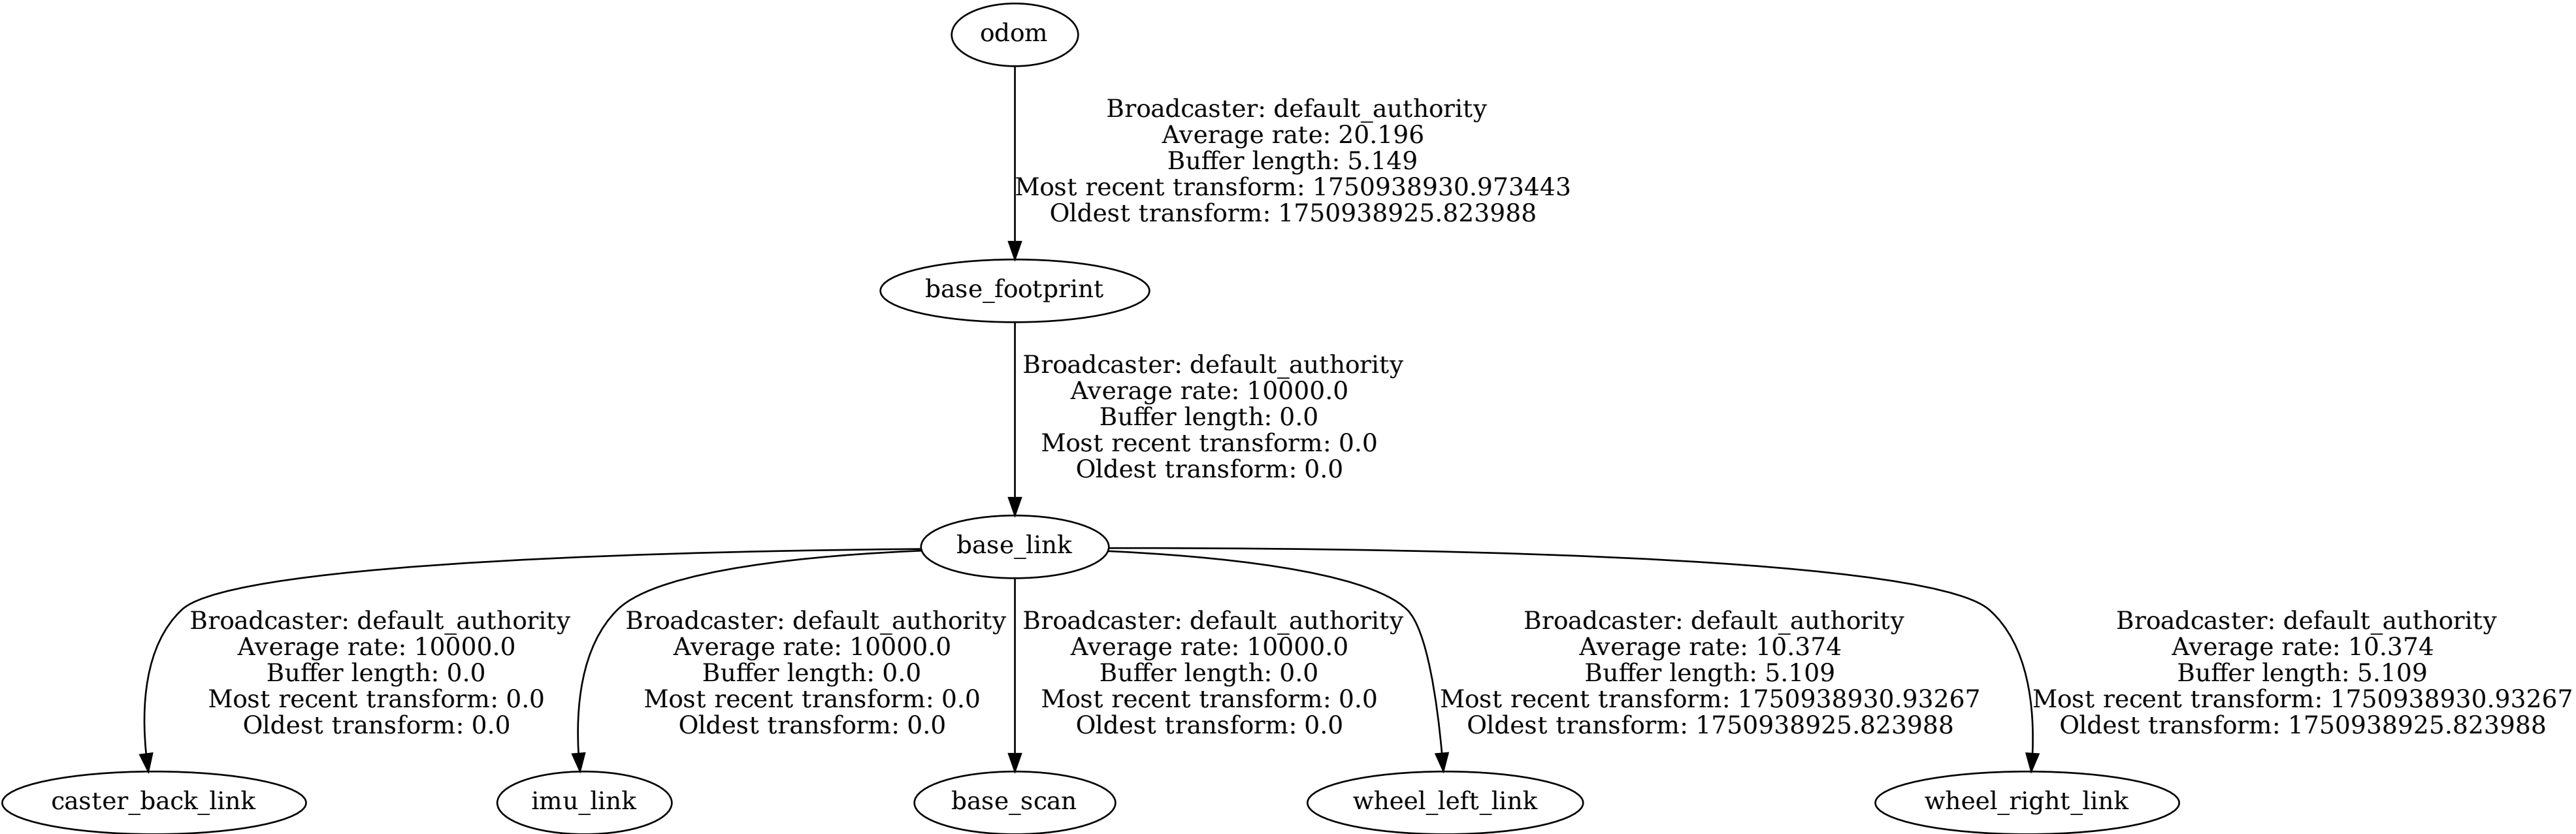 odom
Broadcaster: default_authority
Average rate: 20.196
Buffer length: 5.149
Most recent transform: 1750938930.973443
Oldest transform: 1750938925.823988
base_footprint
Broadcaster: default_authority
Average rate: 10000.0
Buffer length: 0.0
Most recent transform: 0.0
Oldest transform: 0.0
base_link
Broadcaster: default_authority
Average rate: 10000.0
Buffer length: 0.0
Most recent transform: 0.0
Oldest transform: 0.0
Broadcaster: default_authority
Average rate: 10000.0
Buffer length: 0.0
Most recent transform: 0.0
Oldest transform: 0.0
Broadcaster: default_authority
Average rate: 10000.0
Buffer length: 0.0
Most recent transform: 0.0
Oldest transform: 0.0
Broadcaster: default_authority
Average rate: 10.374
Buffer length: 5.109
Most recent transform: 1750938930.93267
Oldest transform: 1750938925.823988
Broadcaster: default_authority
Average rate: 10.374
Buffer length: 5.109
Most recent transform: 1750938930.93267
Oldest transform: 1750938925.823988
caster_back_link
imu_link
base_scan
wheel_left_link
wheel_right_link